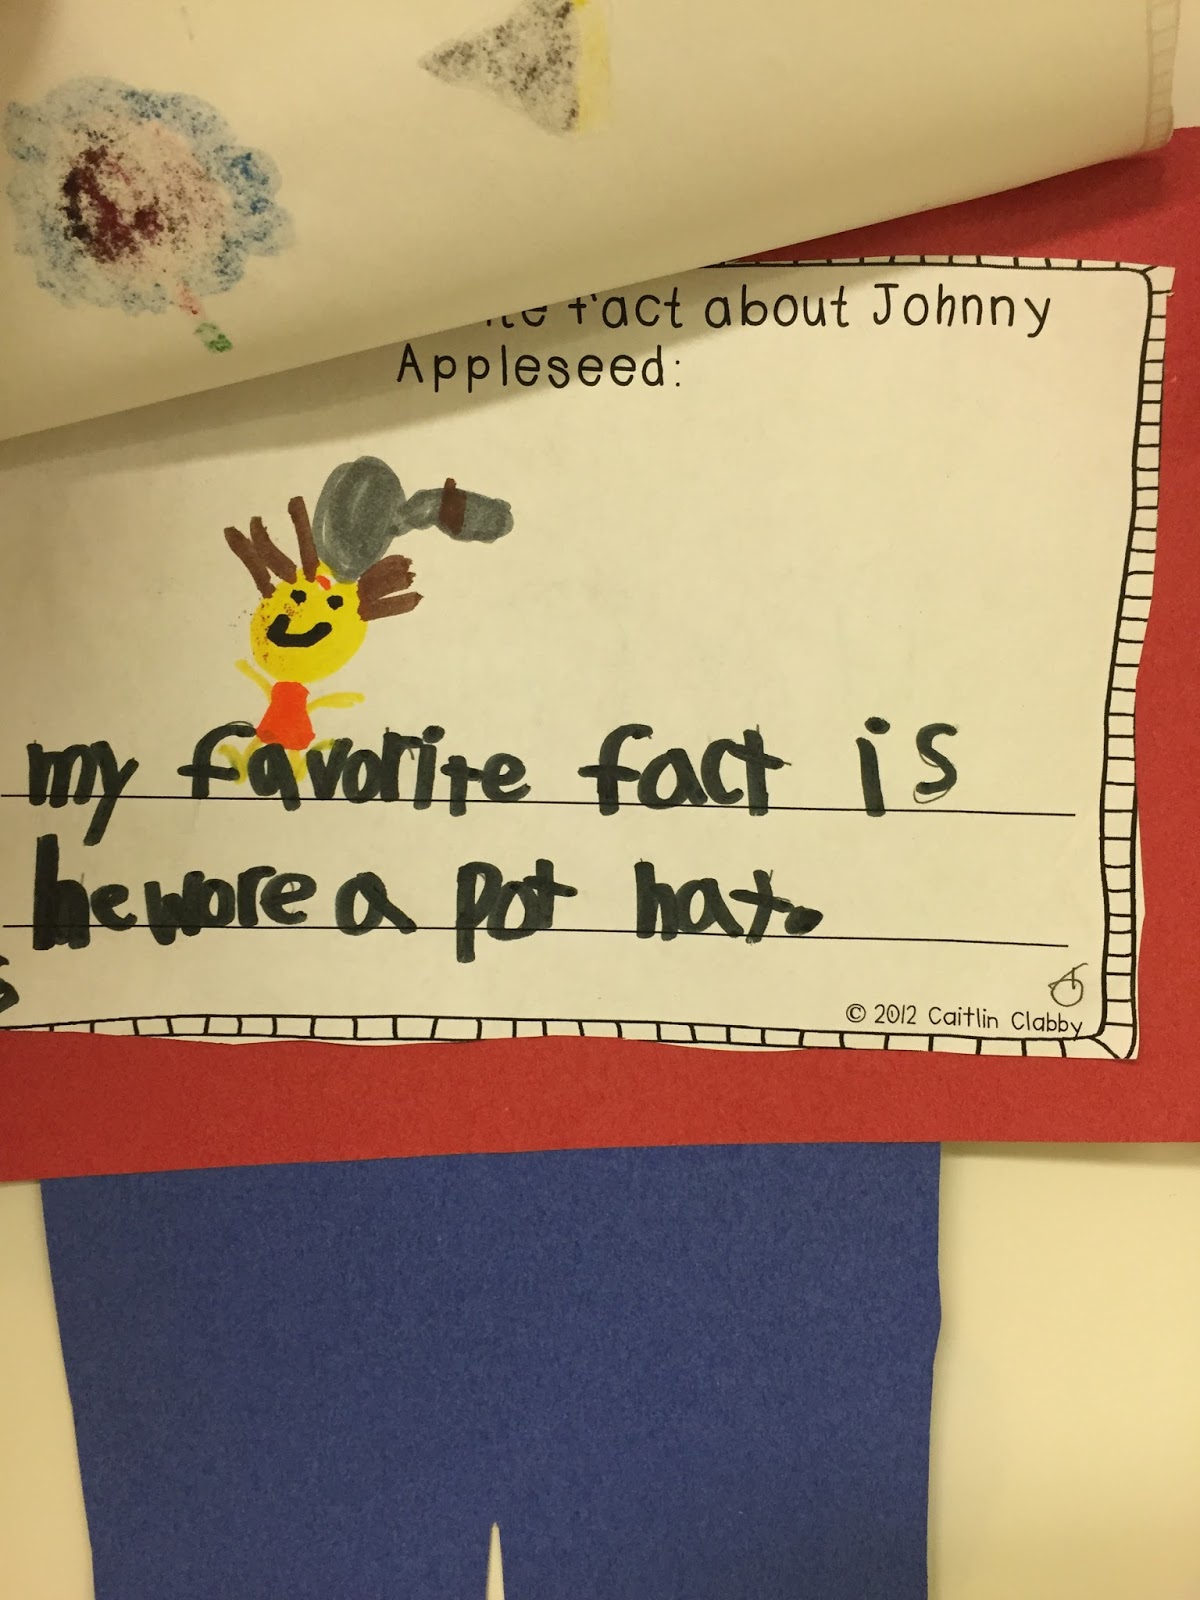 fact about Johnny
Appleseed:
my favorite fact is
he wore a pot hat.
© 2012 Caitlin Clabby